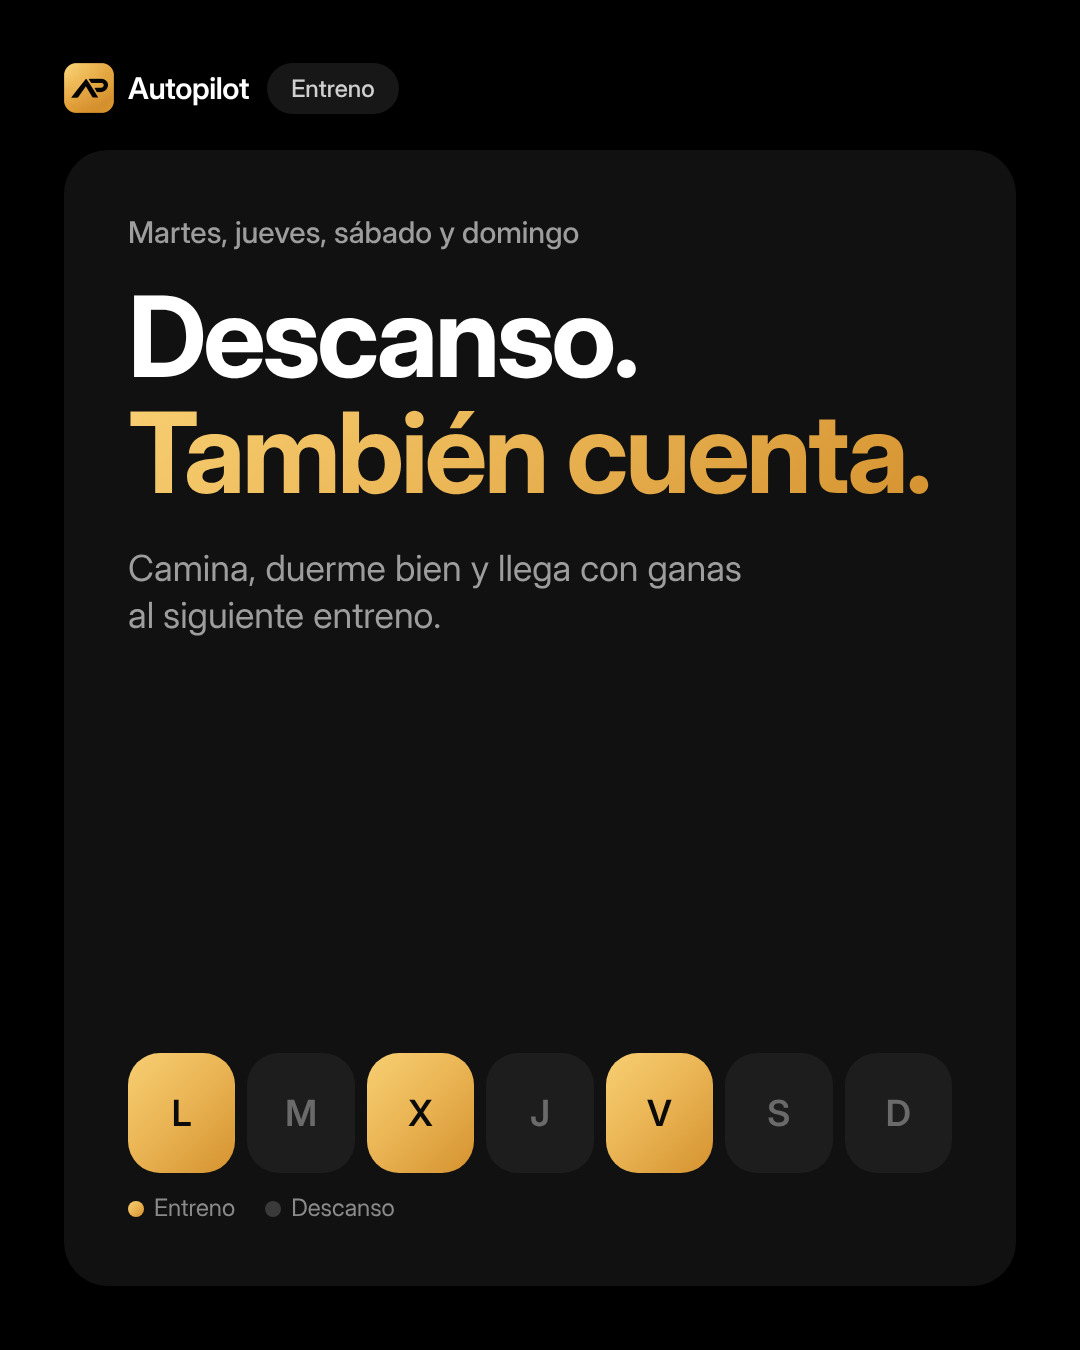 AP Autopilot Entreno
Martes, jueves, sábado y domingo
Descanso.
También cuenta.
Camina, duerme bien y llega con ganas
al siguiente entreno.
L M X J V S D
Entreno Descanso